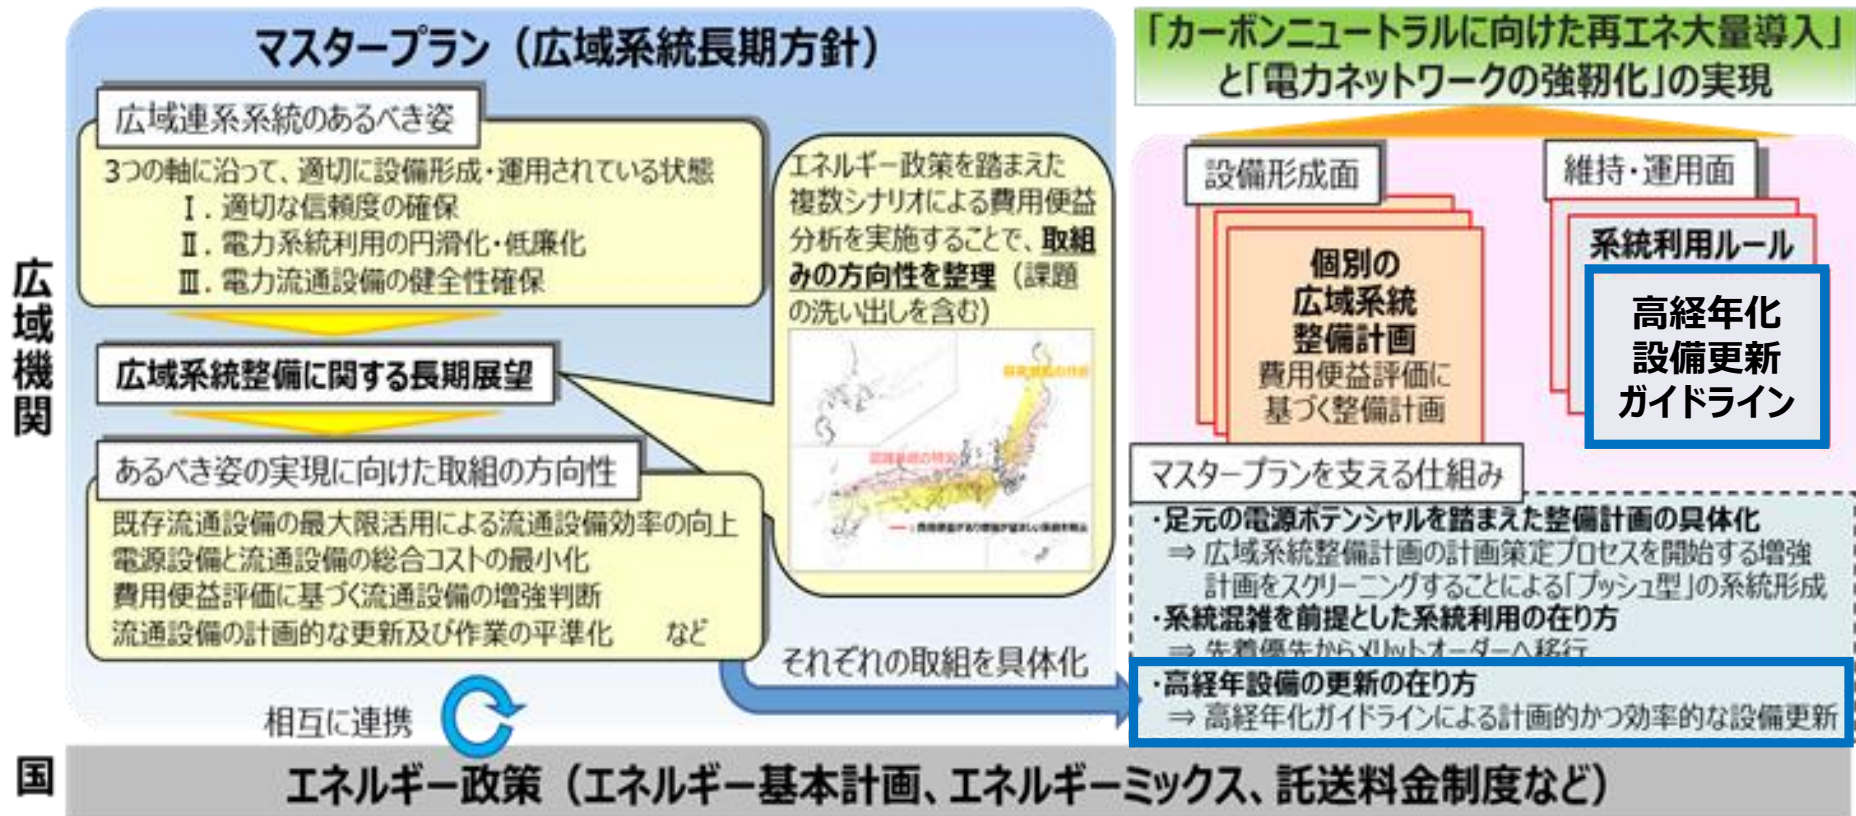 マスタープラン（広域系統長期方針）
広域連系系統のあるべき姿
3つの軸に沿って、適切に設備形成・運用されている状態
Ⅰ．適切な信頼度の確保
Ⅱ．電力系統利用の円滑化・低廉化
Ⅲ．電力流通設備の健全性確保
広域系統整備に関する長期展望
あるべき姿の実現に向けた取組の方向性
既存流通設備の最大限活用による流通設備効率の向上
電源設備と流通設備の総合コストの最小化
費用便益評価に基づく流通設備の増強判断
流通設備の計画的な更新及び作業の平準化　など
エネルギー政策を踏まえた
複数シナリオによる費用便益
分析を実施することで、取組
みの方向性を整理（課題
の洗い出しを含む）
それぞれの取組を具体化
相互に連携
広域機関
「カーボンニュートラルに向けた再エネ大量導入」
と「電力ネットワークの強靭化」の実現
設備形成面
個別の
広域系統
整備計画
費用便益評価に
基づく整備計画
維持・運用面
系統利用ルール
高経年化
設備更新
ガイドライン
マスタープランを支える仕組み
・足元の電源ポテンシャルを踏まえた整備計画の具体化
⇒ 広域系統整備計画の計画策定プロセスを開始する増強
計画をスクリーニングすることによる「プッシュ型」の系統形成
・系統混雑を前提とした系統利用の在り方
⇒ 先着優先からメリットオーダーへ移行
・高経年設備の更新の在り方
⇒ 高経年化ガイドラインによる計画的かつ効率的な設備更新
国
エネルギー政策（エネルギー基本計画、エネルギーミックス、託送料金制度など）